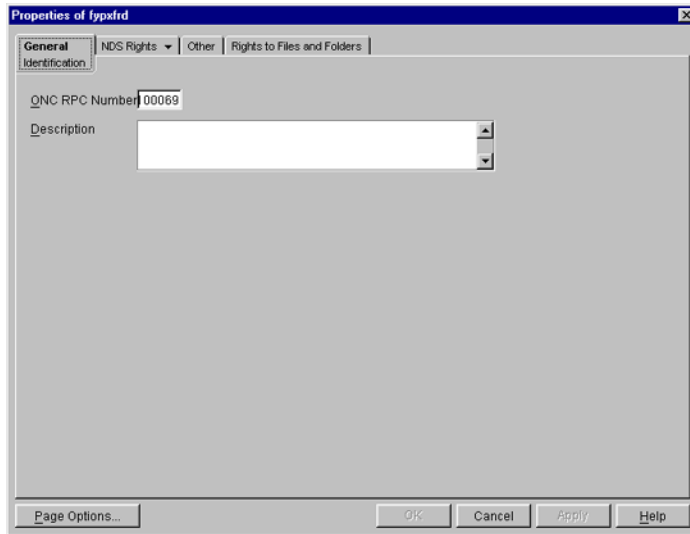 Properties of fypxfrd
General NDS Rights Other Rights to Files and Folders
Identification
ONC RPC Number 100069
Description
Page Options... OK Cancel Apply Help